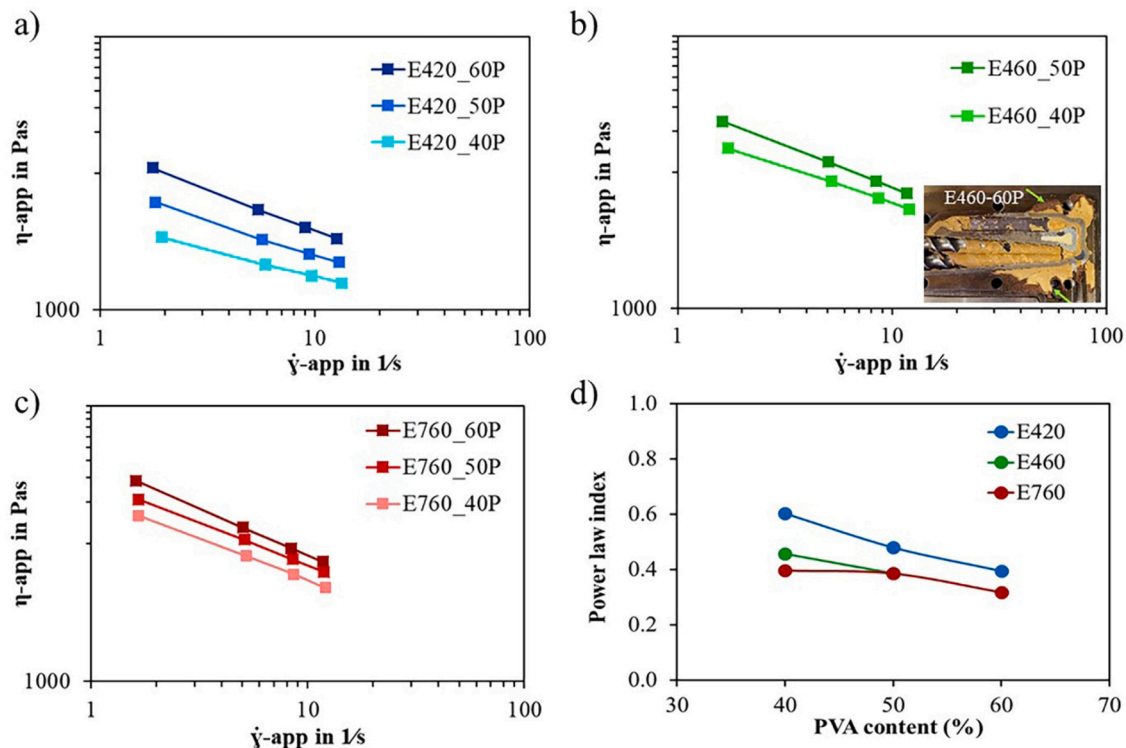 a)
E420_60P
E420_50P
E420_40P
η-app in Pas
1000
1
10
100
γ̇-app in 1/s
b)
E460_50P
E460_40P
E460-60P
η-app in Pas
1000
1
10
100
γ̇-app in 1/s
c)
E760_60P
E760_50P
E760_40P
η-app in Pas
1000
1
10
100
γ̇-app in 1/s
d)
E420
E460
E760
Power law index
1.0
0.8
0.6
0.4
0.2
0.0
30
40
50
60
70
PVA content (%)